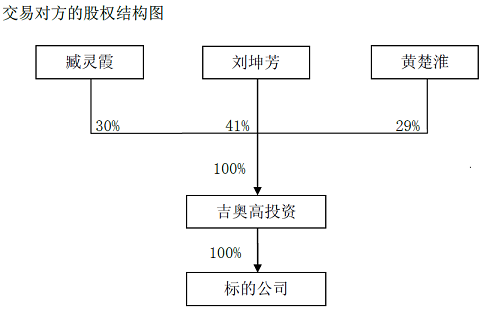 交易对方的股权结构图
臧灵霞 刘坤芳 黄楚淮
30% 41% 29%
100%
吉奥高投资
100%
标的公司